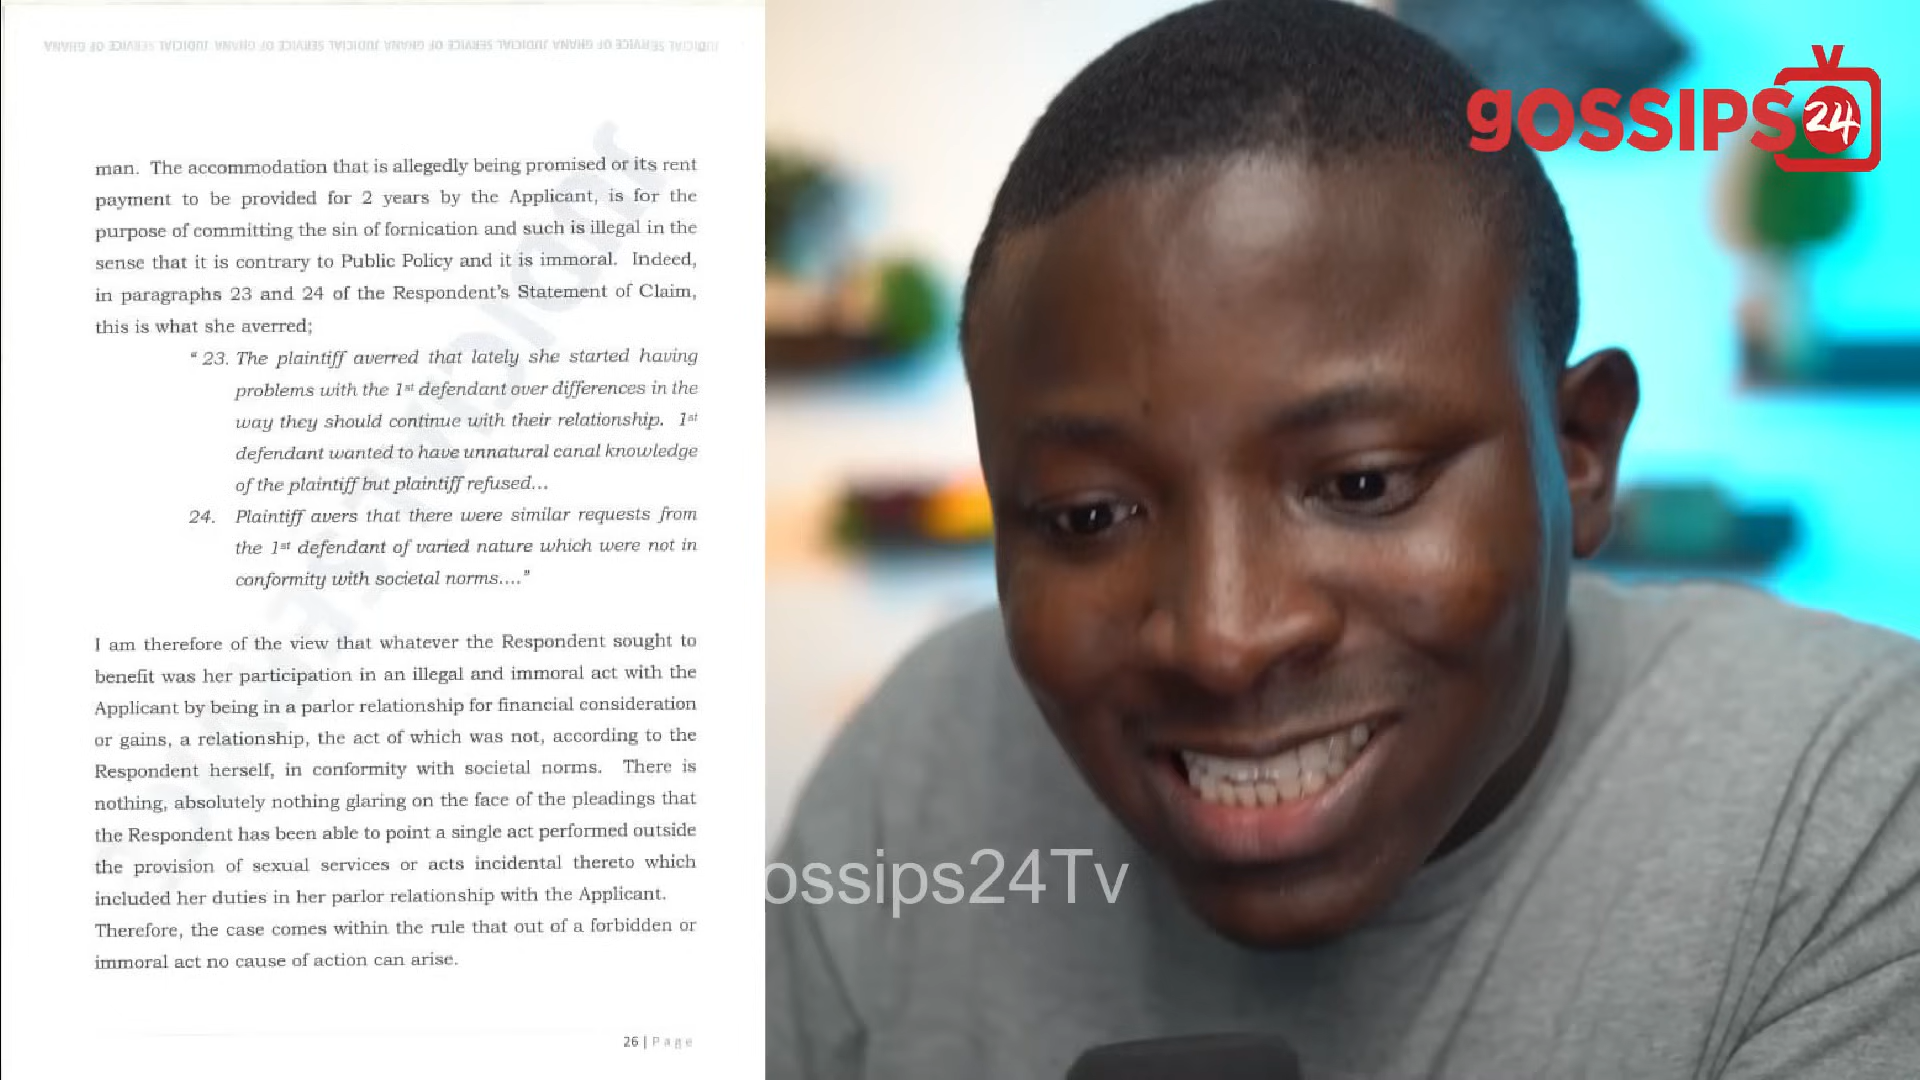 JUDICIAL SERVICE OF GHANA JUDICIAL SERVICE OF GHANA JUDICIAL SERVICE OF GHANA JUDICIAL SERVICE OF GHANA
man. The accommodation that is allegedly being promised or its rent
payment to be provided for 2 years by the Applicant, is for the
purpose of committing the sin of fornication and such is illegal in the
sense that it is contrary to Public Policy and it is immoral. Indeed,
in paragraphs 23 and 24 of the Respondent's Statement of Claim,
this is what she averred;
" 23. The plaintiff averred that lately she started having
problems with the 1st defendant over differences in the
way they should continue with their relationship. 1st
defendant wanted to have unnatural canal knowledge
of the plaintiff but plaintiff refused...
24. Plaintiff avers that there were similar requests from
the 1st defendant of varied nature which were not in
conformity with societal norms...."
I am therefore of the view that whatever the Respondent sought to
benefit was her participation in an illegal and immoral act with the
Applicant by being in a parlor relationship for financial consideration
or gains, a relationship, the act of which was not, according to the
Respondent herself, in conformity with societal norms. There is
nothing, absolutely nothing glaring on the face of the pleadings that
the Respondent has been able to point a single act performed outside
the provision of sexual services or acts incidental thereto which
included her duties in her parlor relationship with the Applicant.
Therefore, the case comes within the rule that out of a forbidden or
immoral act no cause of action can arise.
26 | Page
gOSSIPS 24
ossips24Tv